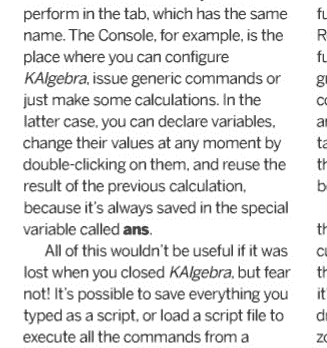 perform in the tab, which has the same
name. The Console, for example, is the
place where you can configure
KAlgebra, issue generic commands or
just make some calculations. In the
latter case, you can declare variables,
change their values at any moment by
double-clicking on them, and reuse the
result of the previous calculation,
because it's always saved in the special
variable called ans.
All of this wouldn't be useful if it was
lost when you closed KAlgebra, but fear
not! It's possible to save everything you
typed as a script, or load a script file to
execute all the commands from a